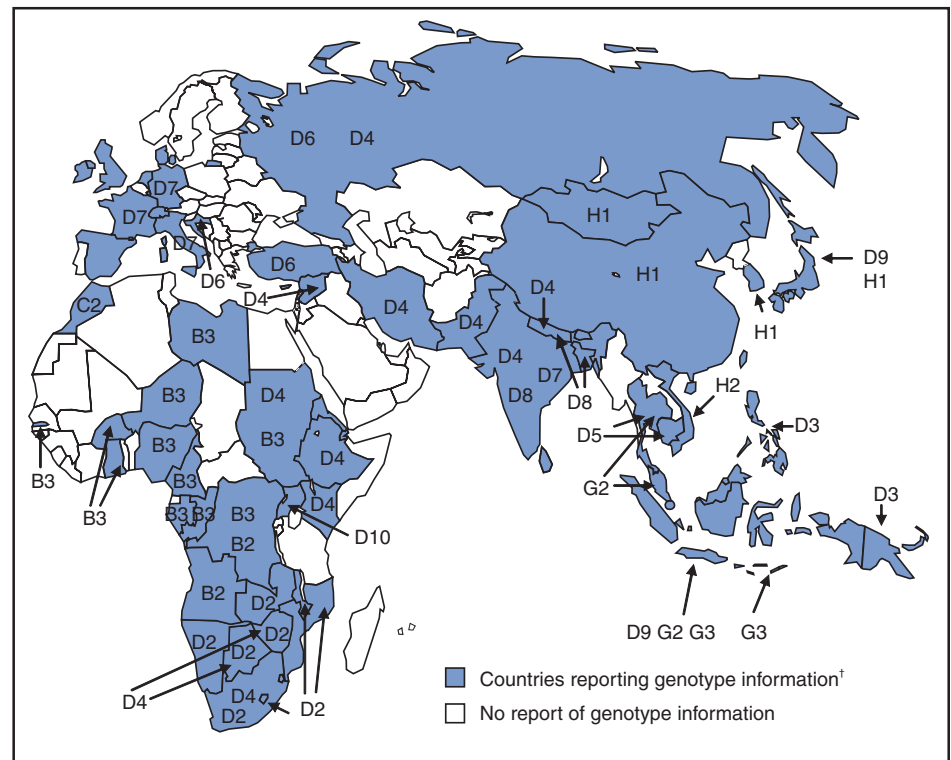 D6 D4
D7
D7
D7
H1
D6
D9
H1
D6
D4
H1
D4
C2
D4
D4
H1
B3
D4
D7
D8
D8
H2
B3
D4
D5
D3
B3
B3
D4
B3
G2
B3
B3
B3 B3
B3
D4
D3
D10
B2
B2
D2
D9 G2 G3 G3
D2
D2
D2
D4
D4
D2
D2
Countries reporting genotype information†
No report of genotype information